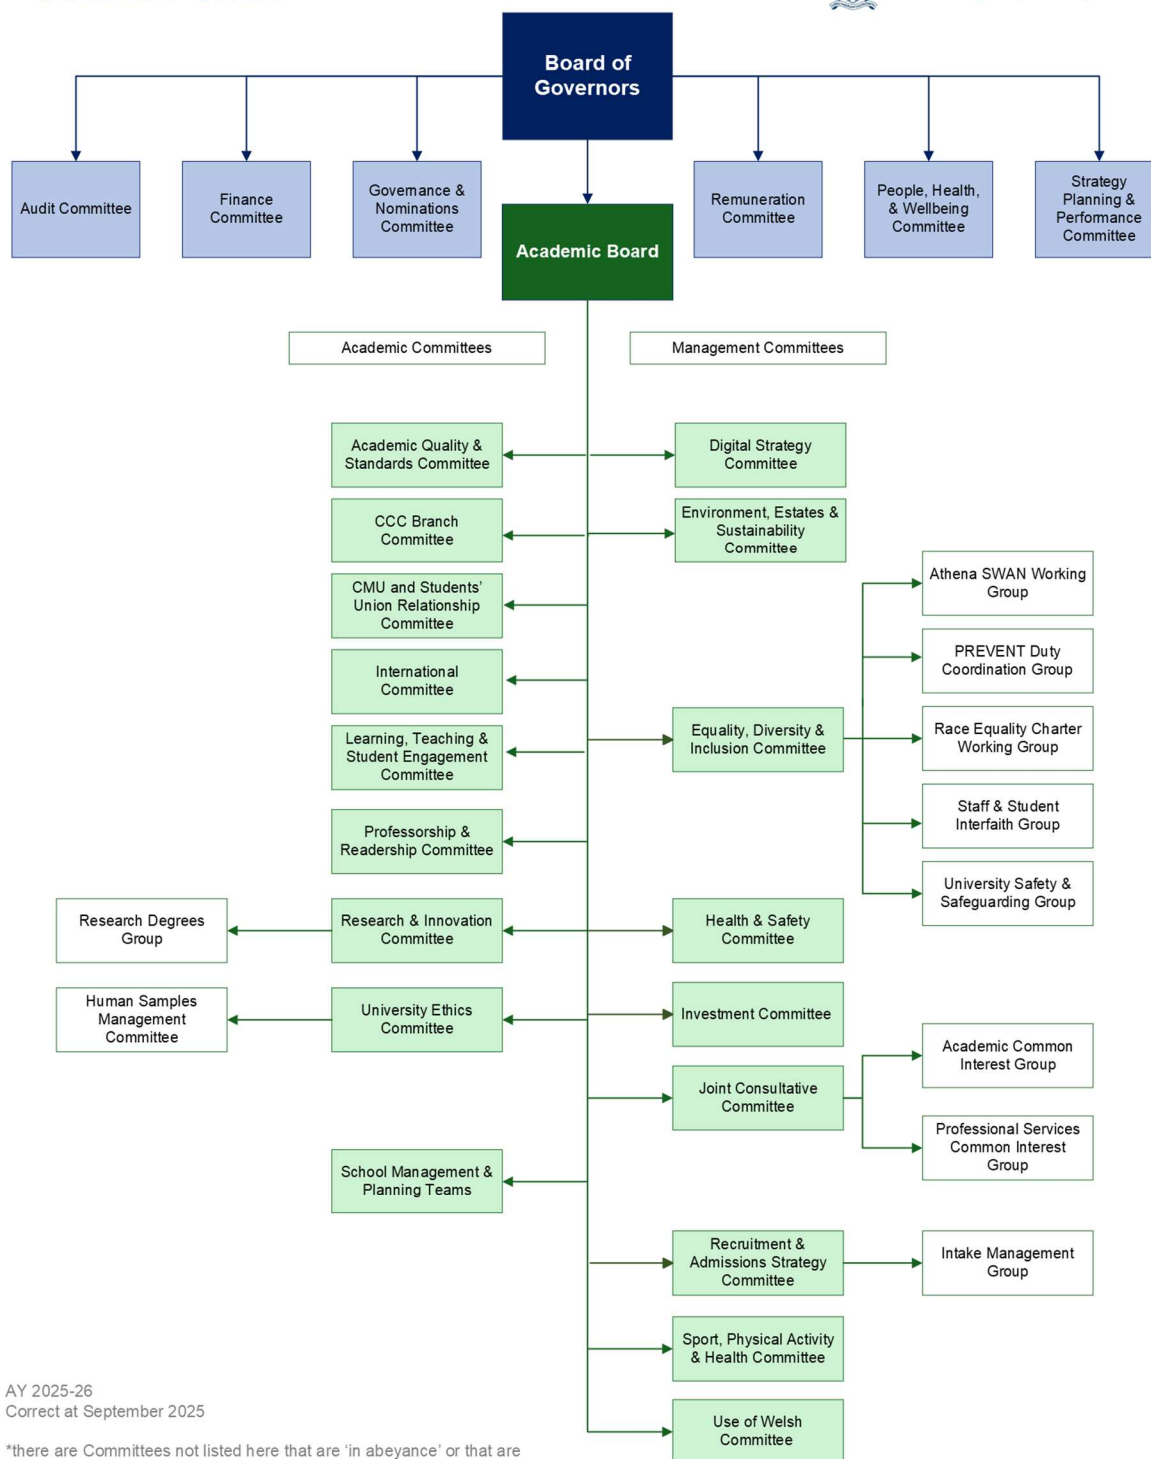 Board of
Governors
Audit Committee
Finance
Committee
Governance &
Nominations
Committee
Remuneration
Committee
People, Health,
& Wellbeing
Committee
Strategy
Planning &
Performance
Committee
Academic Board
Academic Committees
Management Committees
Academic Quality &
Standards Committee
Digital Strategy
Committee
CCC Branch
Committee
Environment, Estates &
Sustainability
Committee
CMU and Students'
Union Relationship
Committee
Athena SWAN Working
Group
International
Committee
PREVENT Duty
Coordination Group
Learning, Teaching &
Student Engagement
Committee
Equality, Diversity &
Inclusion Committee
Race Equality Charter
Working Group
Professorship &
Readership Committee
Staff & Student
Interfaith Group
University Safety &
Safeguarding Group
Research Degrees
Group
Research & Innovation
Committee
Health & Safety
Committee
Human Samples
Management
Committee
University Ethics
Committee
Investment Committee
Academic Common
Interest Group
Joint Consultative
Committee
Professional Services
Common Interest
Group
School Management &
Planning Teams
Recruitment &
Admissions Strategy
Committee
Intake Management
Group
Sport, Physical Activity
& Health Committee
Use of Welsh
Committee
AY 2025-26
Correct at September 2025
*there are Committees not listed here that are 'in abeyance' or that are